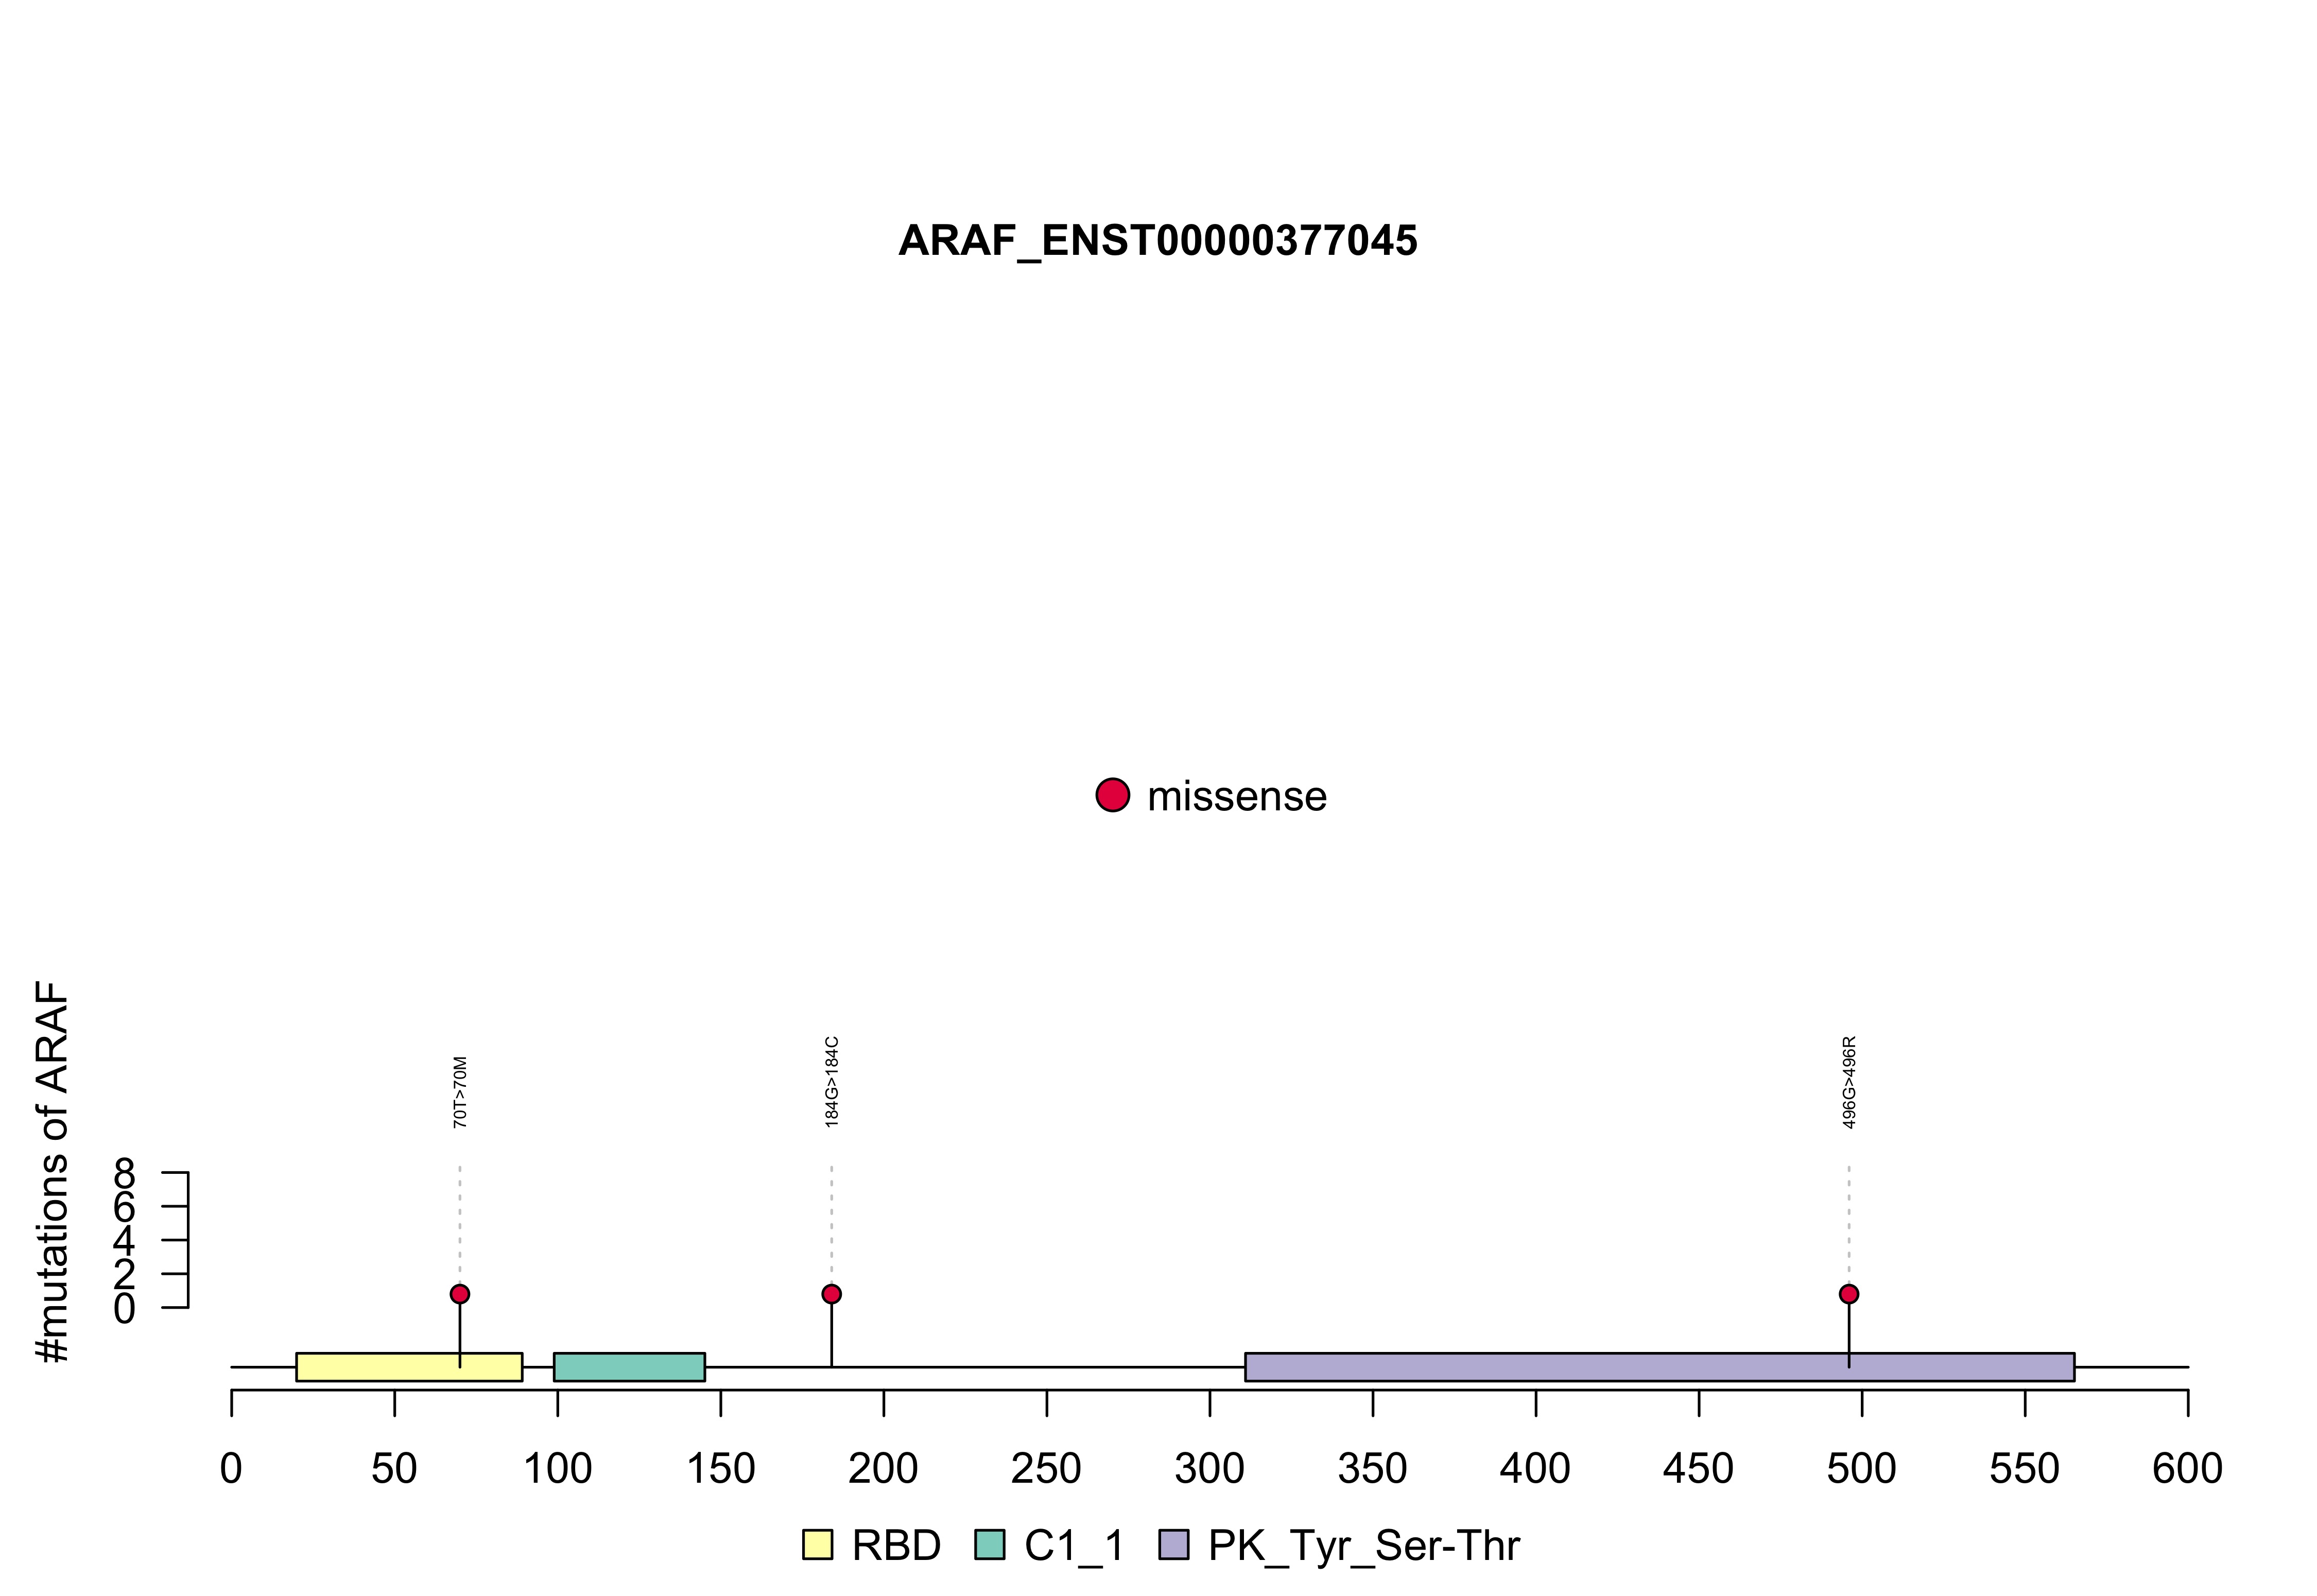 ARAF_ENST00000377045
missense
#mutations of ARAF
70T>70M
184G>184C
496G>496R
8
6
4
2
0
0 50 100 150 200 250 300 350 400 450 500 550 600
RBD C1_1 PK_Tyr_Ser-Thr